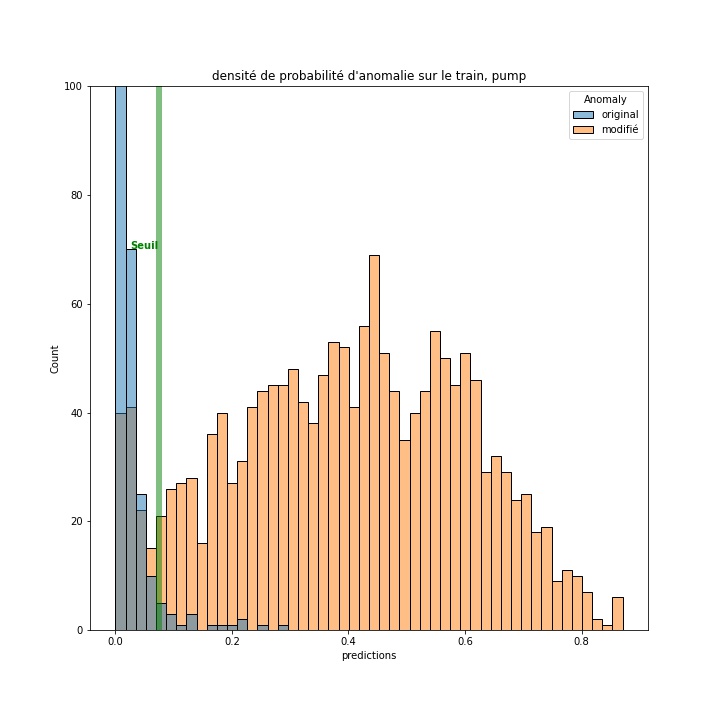 densité de probabilité d'anomalie sur le train, pump
Anomaly
original
modifié
Seuil
Count
100
80
60
40
20
0
0.0 0.2 0.4 0.6 0.8
predictions